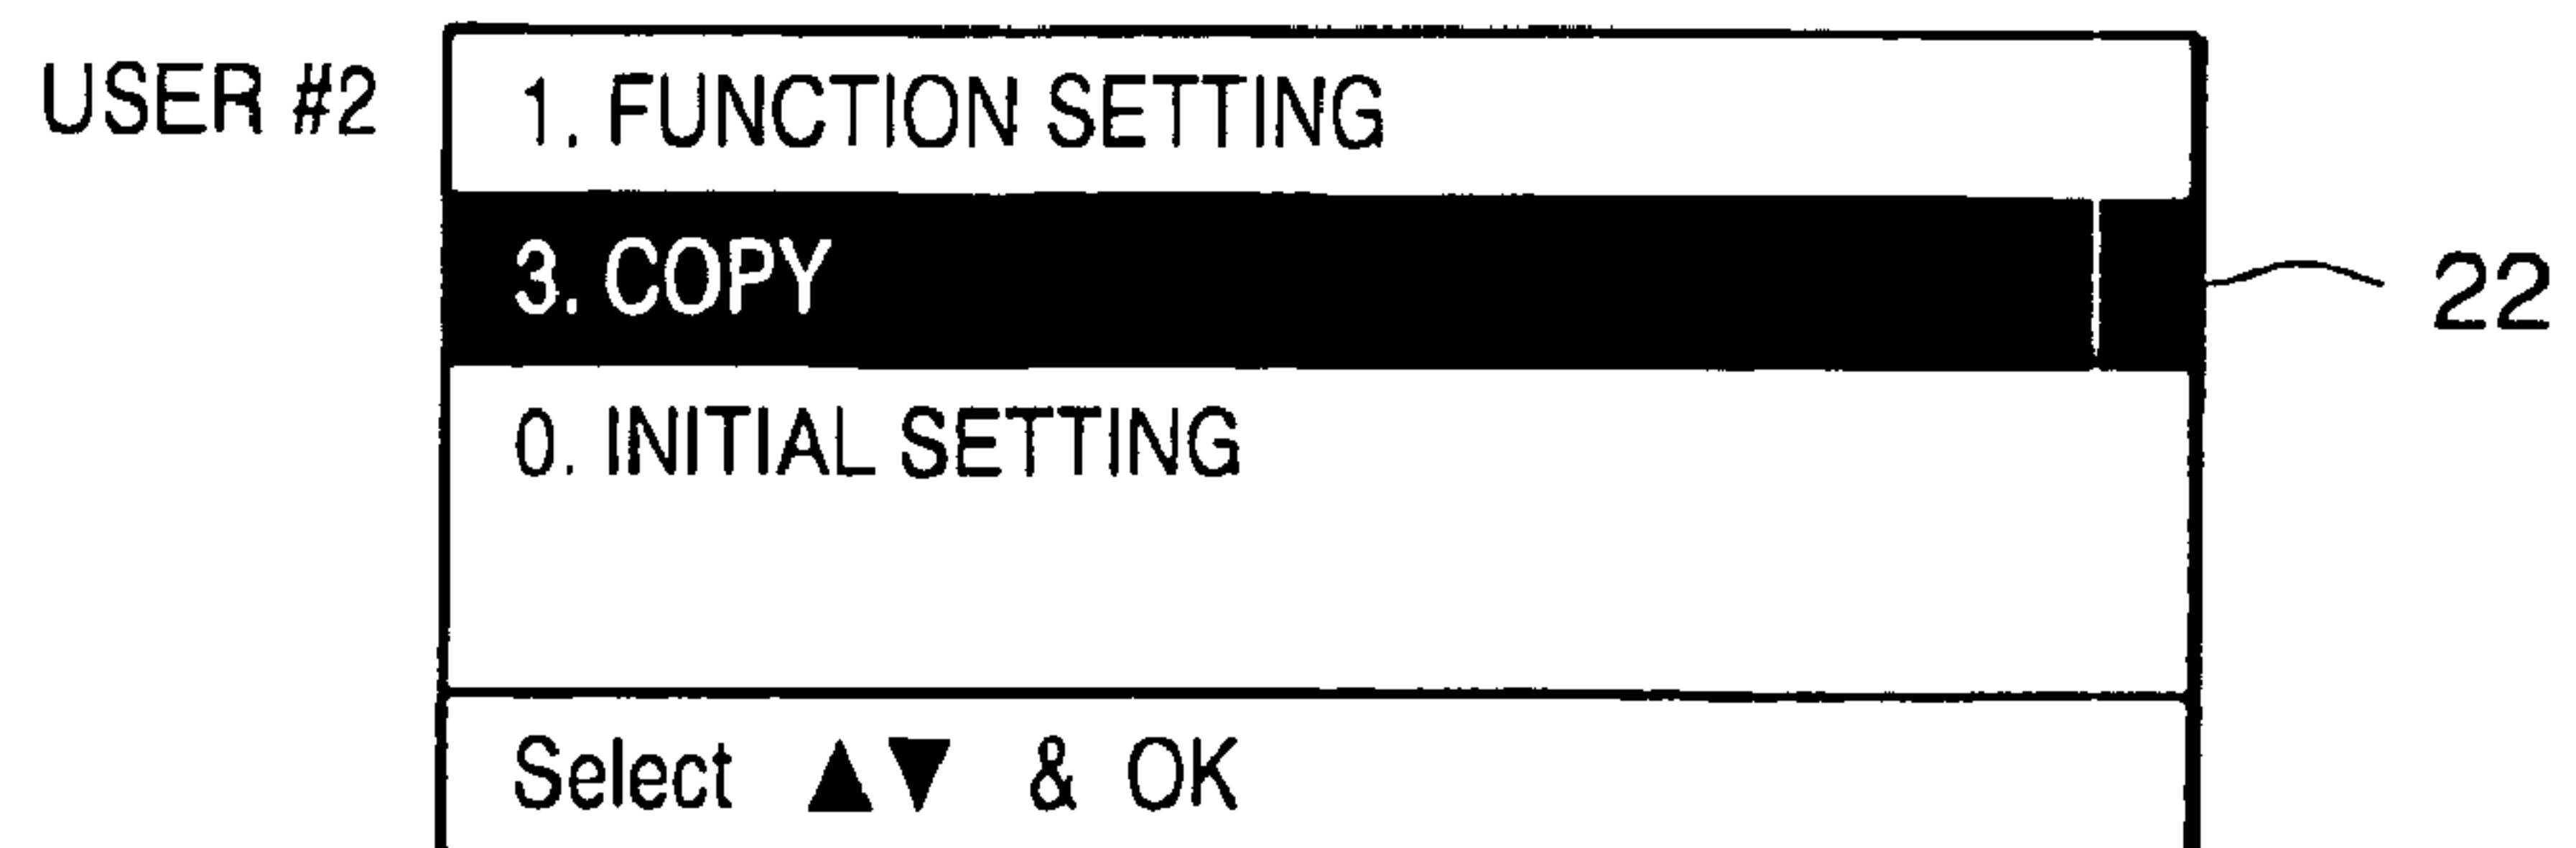 USER #2
1. FUNCTION SETTING
3. COPY
22
0. INITIAL SETTING
Select ▲▼ & OK